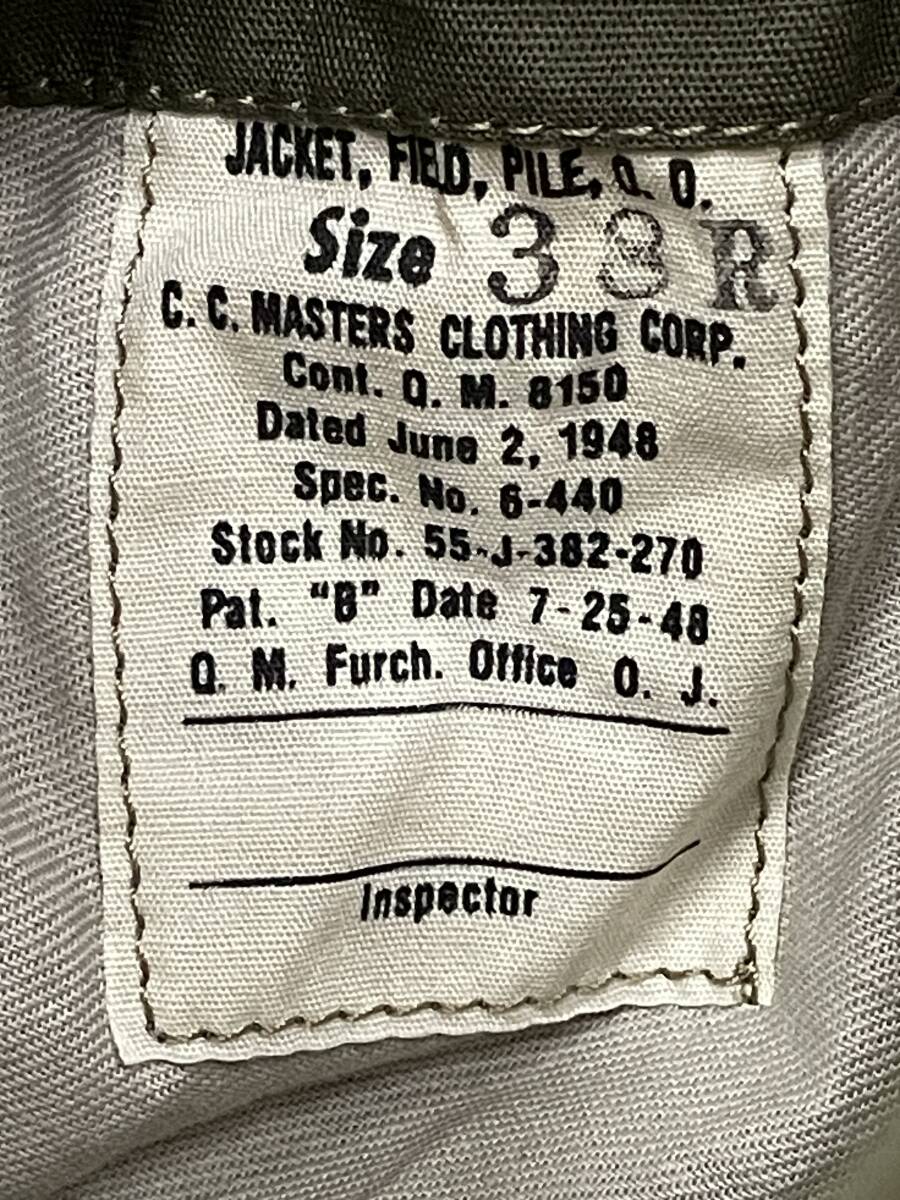 JACKET, FIELD, PILE, O. D.
Size 38R
C. C. MASTERS CLOTHING CORP.
Cont. Q. M. 8150
Dated June 2, 1948
Spec. No. 6-440
Stock No. 55-J-382-270
Pat. "B" Date 7-25-48
Q. M. Furch. Office O. J.
Inspector